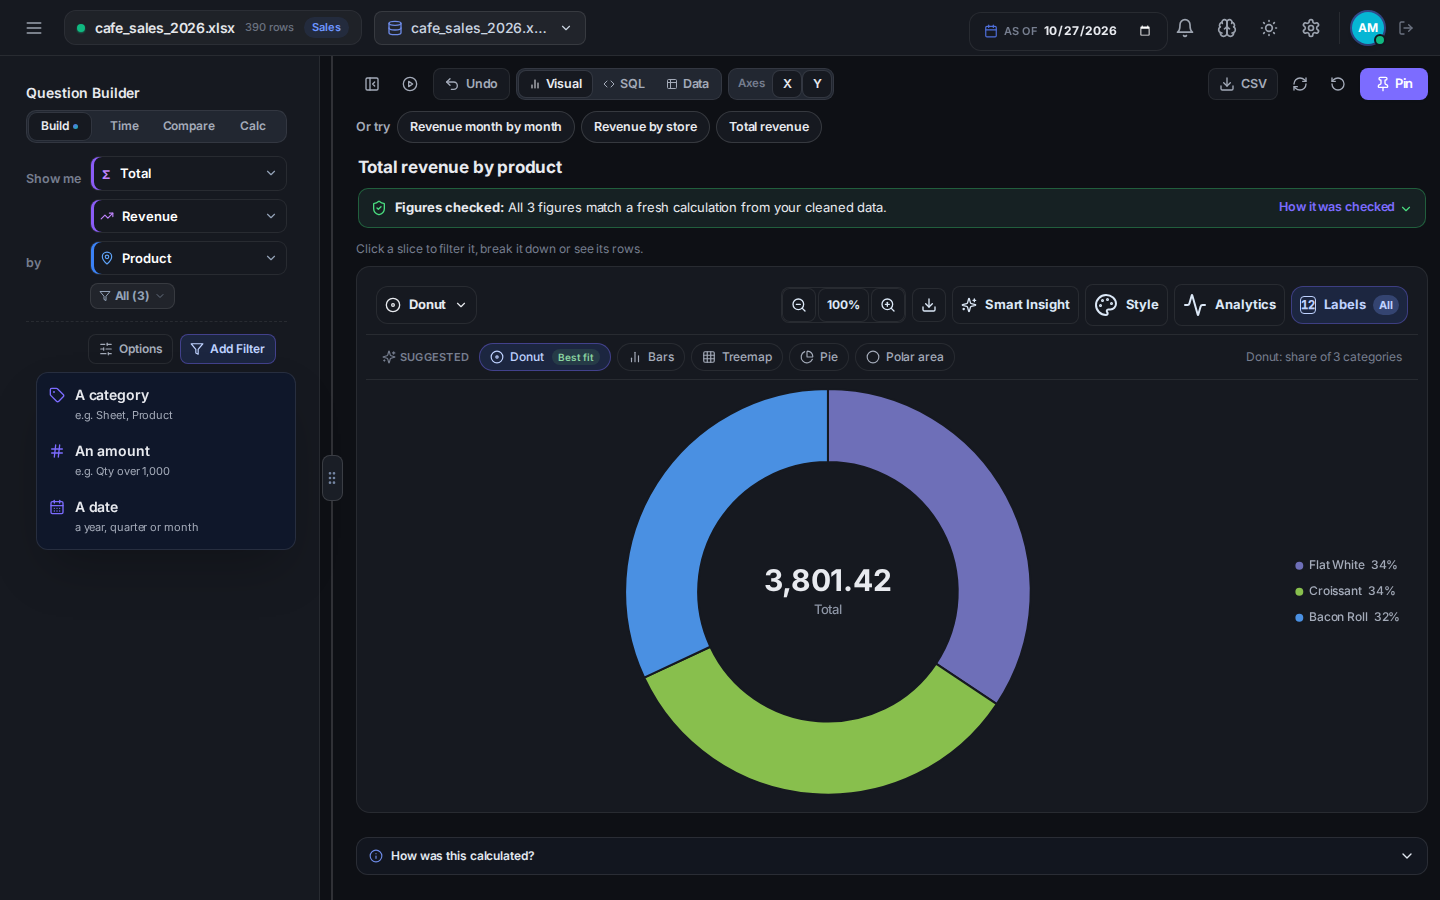 cafe_sales_2026.xlsx 390 rows Sales
cafe_sales_2026.x...
AS OF 10/27/2026
AM
Question Builder
Build Time Compare Calc
Show me Σ Total
Revenue
by Product
All (3)
Options Add Filter
A category
e.g. Sheet, Product
An amount
e.g. Qty over 1,000
A date
a year, quarter or month
Undo Visual SQL Data Axes X Y CSV Pin
Or try Revenue month by month Revenue by store Total revenue
Total revenue by product
Figures checked: All 3 figures match a fresh calculation from your cleaned data. How it was checked
Click a slice to filter it, break it down or see its rows.
Donut 100% Smart Insight Style Analytics 12 Labels All
SUGGESTED Donut Best fit Bars Treemap Pie Polar area Donut: share of 3 categories
3,801.42
Total
Flat White 34%
Croissant 34%
Bacon Roll 32%
How was this calculated?